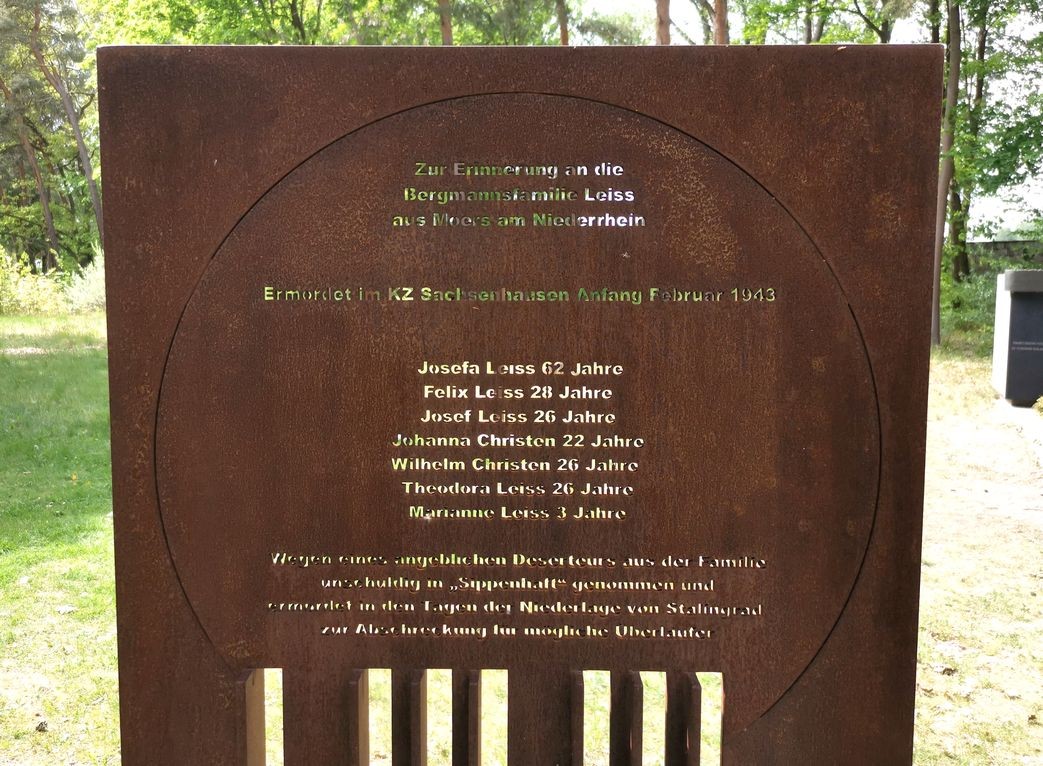 Zur Erinnerung an die
Bergmannsfamilie Leiss
aus Moers am Niederrhein
Ermordet im KZ Sachsenhausen Anfang Februar 1943
Josefa Leiss 62 Jahre
Felix Leiss 28 Jahre
Josef Leiss 26 Jahre
Johanna Christen 22 Jahre
Wilhelm Christen 26 Jahre
Theodora Leiss 26 Jahre
Marianne Leiss 3 Jahre
Wegen eines angeblichen Deserteurs aus der Familie
unschuldig in „Sippenhaft“ genommen und
ermordet in den Tagen der Niederlage von Stalingrad
zur Abschreckung für mögliche Überläufer